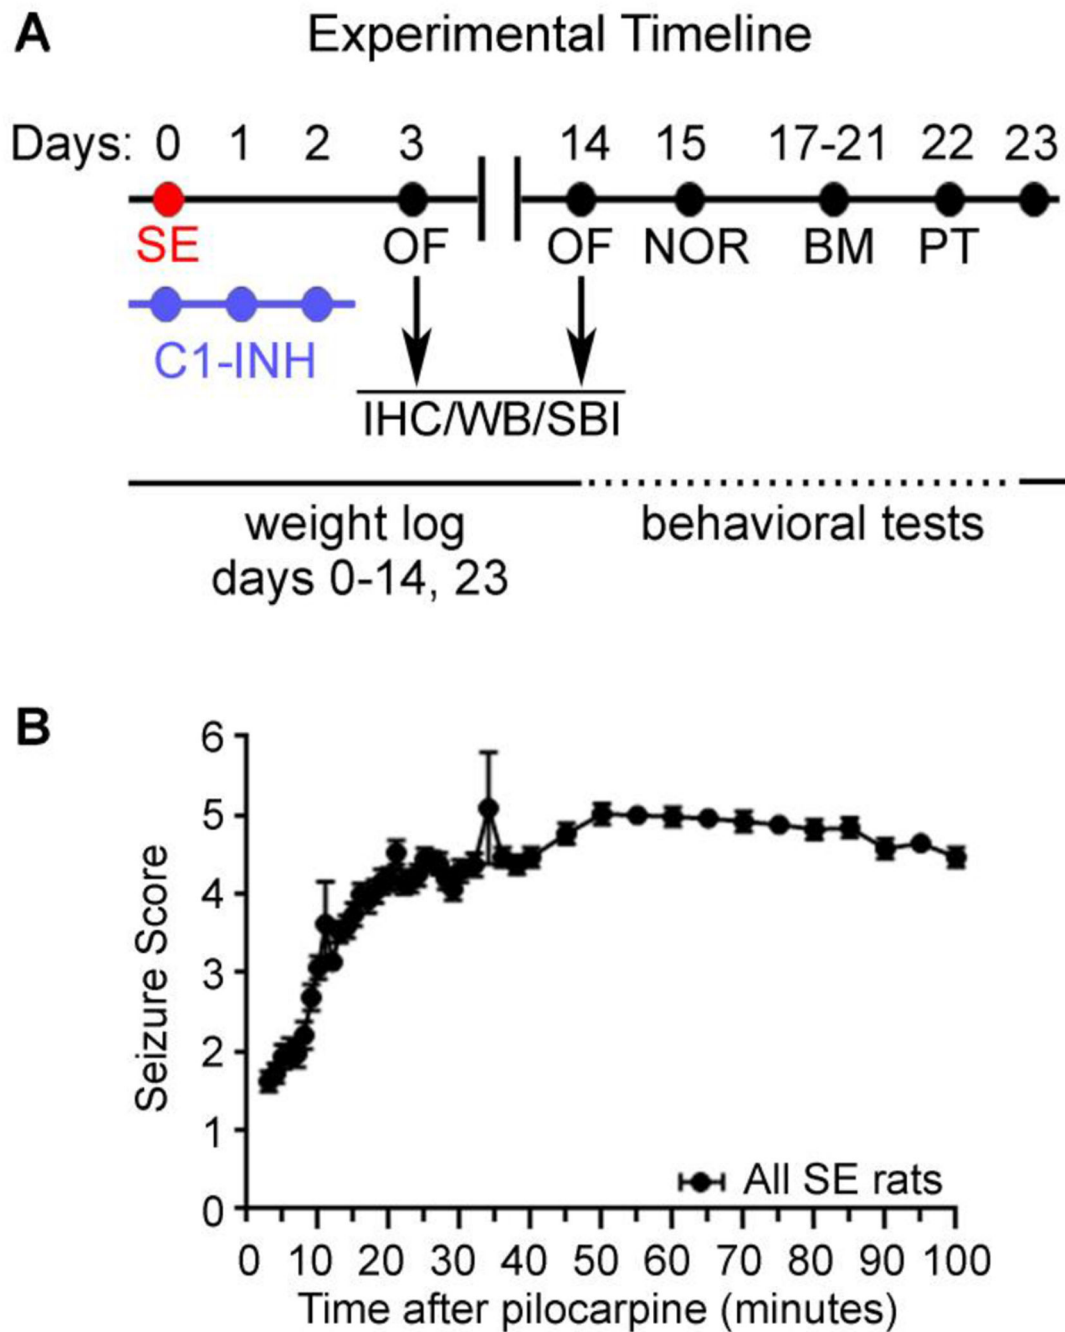 A
Experimental Timeline
Days: 0 1 2 3 14 15 17-21 22 23
SE OF OF NOR BM PT
C1-INH
IHC/WB/SBI
weight log
days 0-14, 23
behavioral tests
B
6
5
4
3
2
1
0
Seizure Score
All SE rats
0 10 20 30 40 50 60 70 80 90 100
Time after pilocarpine (minutes)